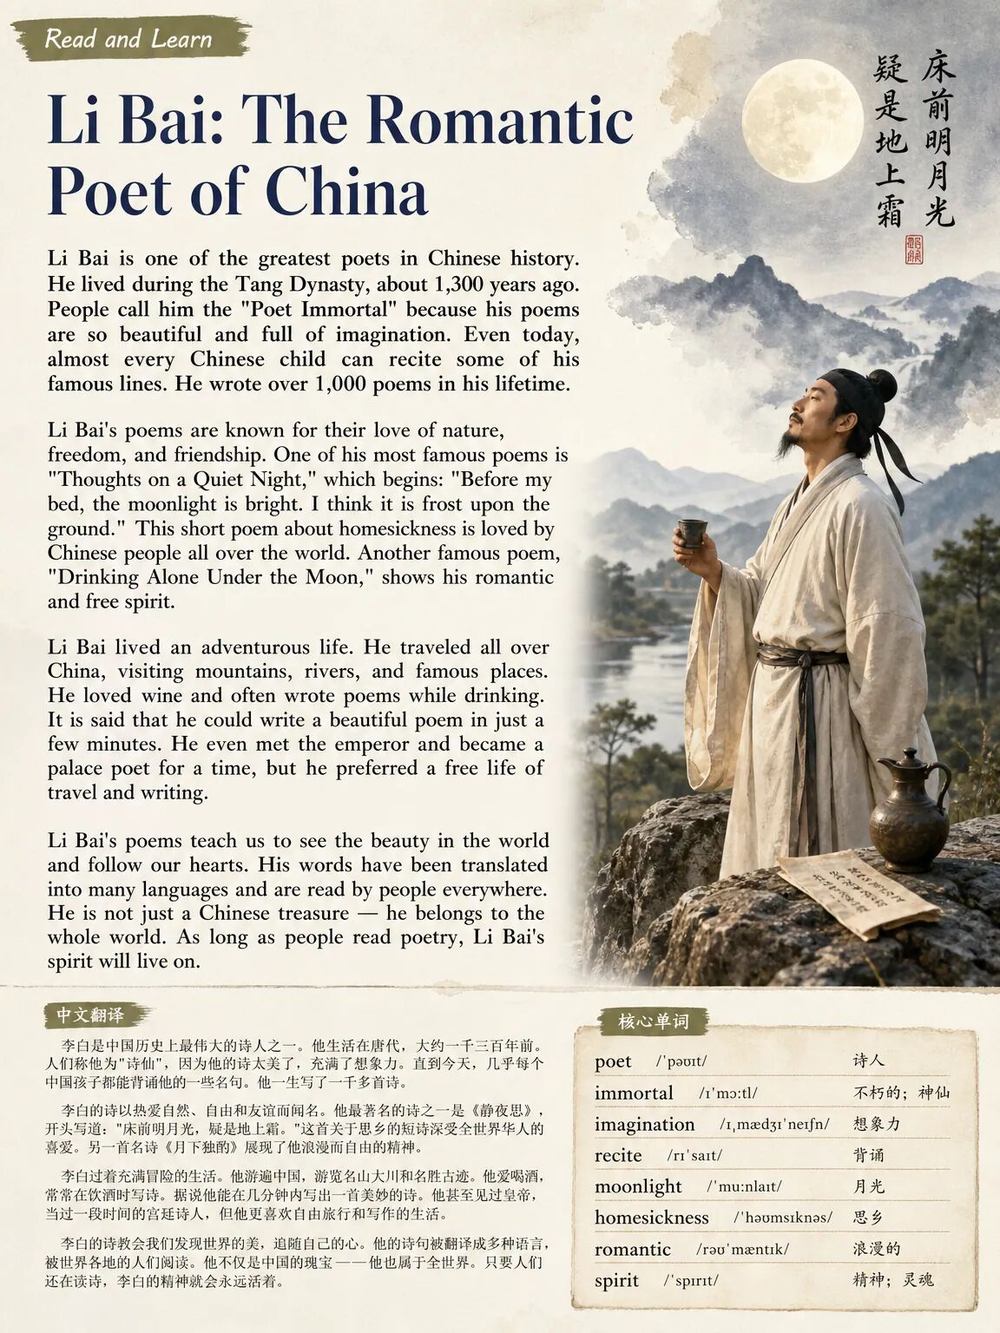 Read and Learn
Li Bai: The Romantic
Poet of China
床前明月光
疑是地上霜
Li Bai is one of the greatest poets in Chinese history.
He lived during the Tang Dynasty, about 1,300 years ago.
People call him the "Poet Immortal" because his poems
are so beautiful and full of imagination. Even today,
almost every Chinese child can recite some of his
famous lines. He wrote over 1,000 poems in his lifetime.
Li Bai's poems are known for their love of nature,
freedom, and friendship. One of his most famous poems is
"Thoughts on a Quiet Night," which begins: "Before my
bed, the moonlight is bright. I think it is frost upon the
ground." This short poem about homesickness is loved by
Chinese people all over the world. Another famous poem,
"Drinking Alone Under the Moon," shows his romantic
and free spirit.
Li Bai lived an adventurous life. He traveled all over
China, visiting mountains, rivers, and famous places.
He loved wine and often wrote poems while drinking.
It is said that he could write a beautiful poem in just a
few minutes. He even met the emperor and became a
palace poet for a time, but he preferred a free life of
travel and writing.
Li Bai's poems teach us to see the beauty in the world
and follow our hearts. His words have been translated
into many languages and are read by people everywhere.
He is not just a Chinese treasure — he belongs to the
whole world. As long as people read poetry, Li Bai's
spirit will live on.
中文翻译
李白是中国历史上最伟大的诗人之一。他生活在唐代，大约一千三百年前。
人们称他为"诗仙"，因为他的诗太美了，充满了想象力。直到今天，几乎每个
中国孩子都能背诵他的一些名句。他一生写了一千多首诗。
李白的诗以热爱自然、自由和友谊而闻名。他最著名的诗之一是《静夜思》，
开头写道："床前明月光，疑是地上霜。"这首关于思乡的短诗深受全世界华人的
喜爱。另一首名诗《月下独酌》展现了他浪漫而自由的精神。
李白过着充满冒险的生活。他游遍中国，游览名山大川和名胜古迹。他爱喝酒，
常常在饮酒时写诗。据说他能在几分钟内写出一首美妙的诗。他甚至见过皇帝，
当过一段时间的宫廷诗人，但他更喜欢自由旅行和写作的生活。
李白的诗教会我们发现世界的美，追随自己的心。他的诗句被翻译成多种语言，
被世界各地的人们阅读。他不仅是中国的瑰宝——他也属于全世界。只要人们
还在读诗，李白的精神就会永远活着。
核心单词
poet /ˈpəʊɪt/ 诗人
immortal /ɪˈmɔːtl/ 不朽的；神仙
imagination /ɪˌmædʒɪˈneɪʃn/ 想象力
recite /rɪˈsaɪt/ 背诵
moonlight /ˈmuːnlaɪt/ 月光
homesickness /ˈhəʊmsɪknəs/ 思乡
romantic /rəʊˈmæntɪk/ 浪漫的
spirit /ˈspɪrɪt/ 精神；灵魂